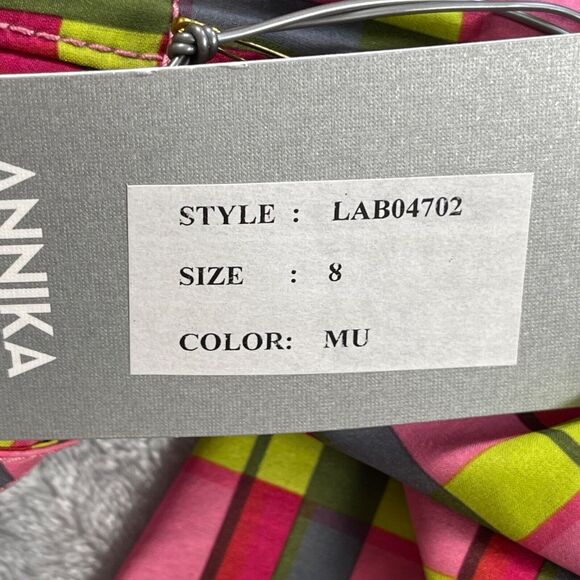 ANNIKA
STYLE : LAB04702
SIZE : 8
COLOR: MU